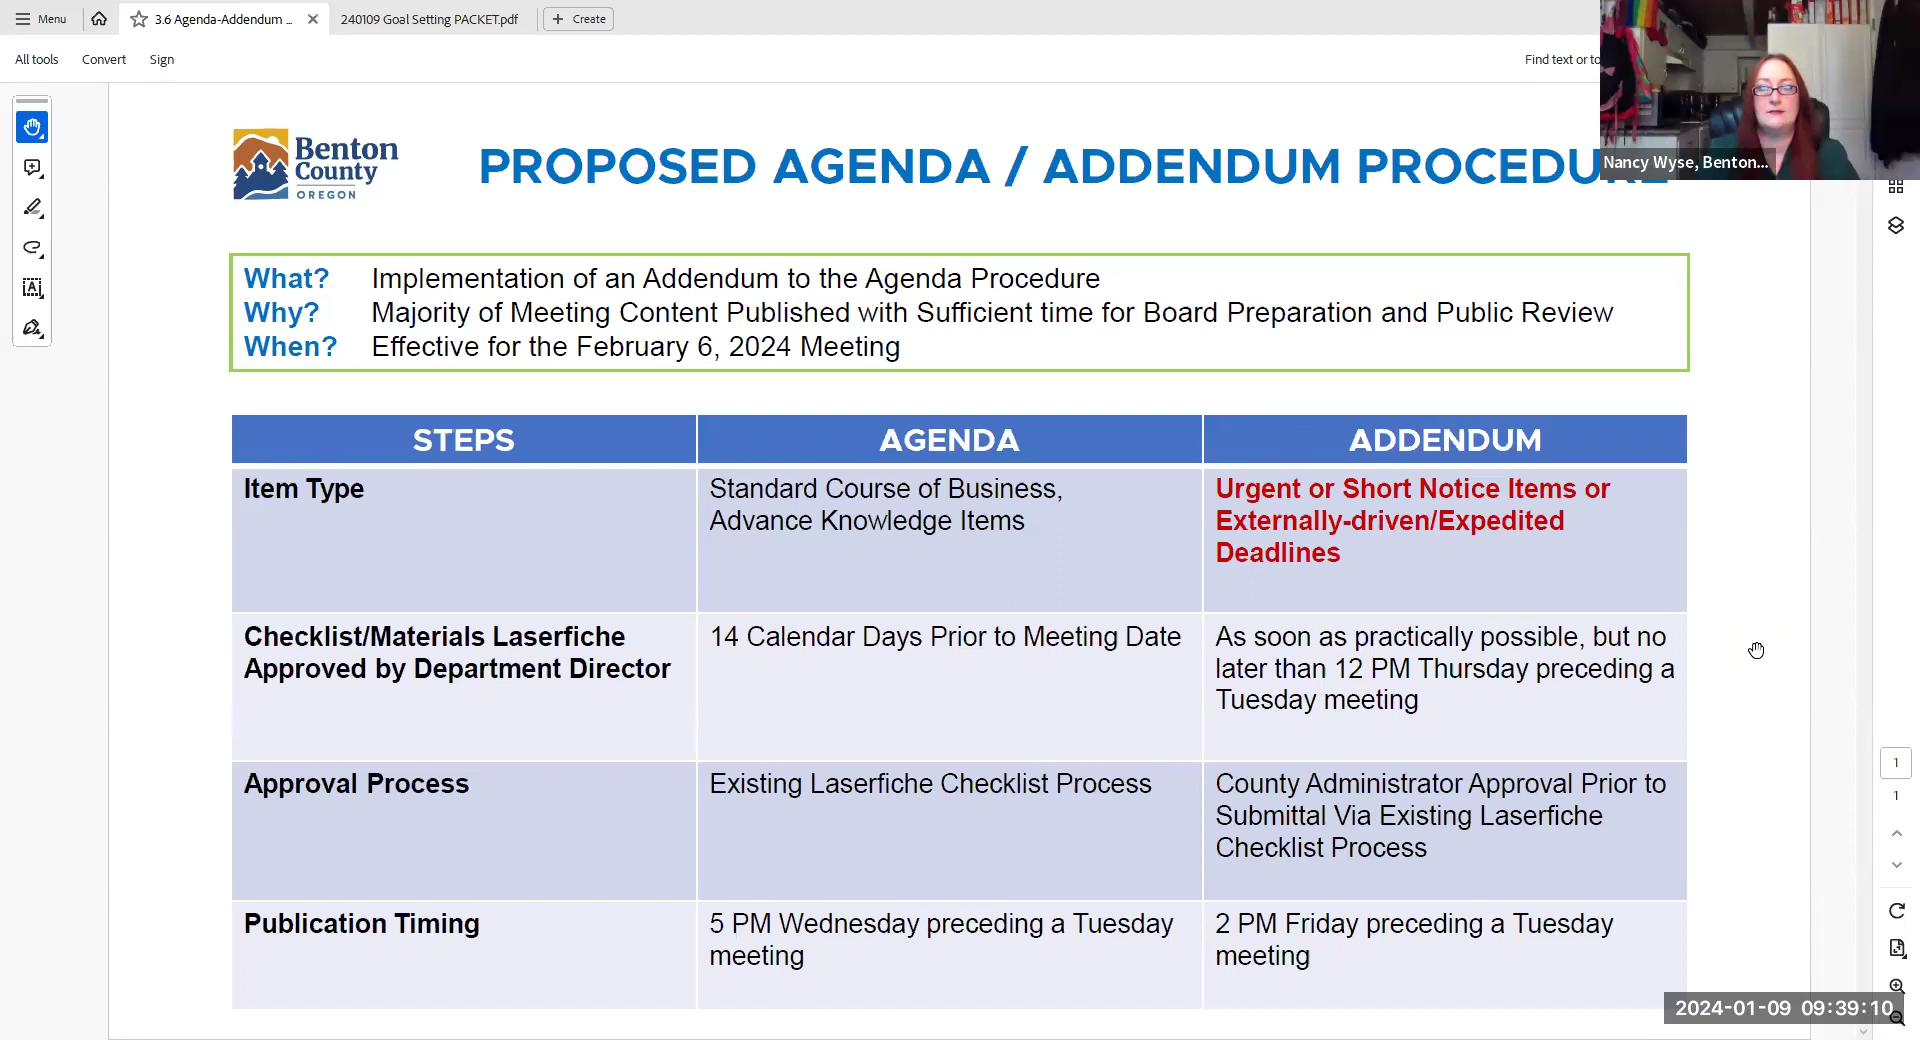 Menu
3.6 Agenda-Addendum ...
240109 Goal Setting PACKET.pdf
Create
All tools
Convert
Sign
Find text or to
Nancy Wyse, Benton...
Benton
County
OREGON
PROPOSED AGENDA / ADDENDUM PROCEDURE
What? Implementation of an Addendum to the Agenda Procedure
Why? Majority of Meeting Content Published with Sufficient time for Board Preparation and Public Review
When? Effective for the February 6, 2024 Meeting
STEPS AGENDA ADDENDUM
Item Type
Standard Course of Business,
Advance Knowledge Items
Urgent or Short Notice Items or
Externally-driven/Expedited
Deadlines
Checklist/Materials Laserfiche
Approved by Department Director
14 Calendar Days Prior to Meeting Date
As soon as practically possible, but no
later than 12 PM Thursday preceding a
Tuesday meeting
Approval Process
Existing Laserfiche Checklist Process
County Administrator Approval Prior to
Submittal Via Existing Laserfiche
Checklist Process
Publication Timing
5 PM Wednesday preceding a Tuesday
meeting
2 PM Friday preceding a Tuesday
meeting
1
1
2024-01-09 09:39:10